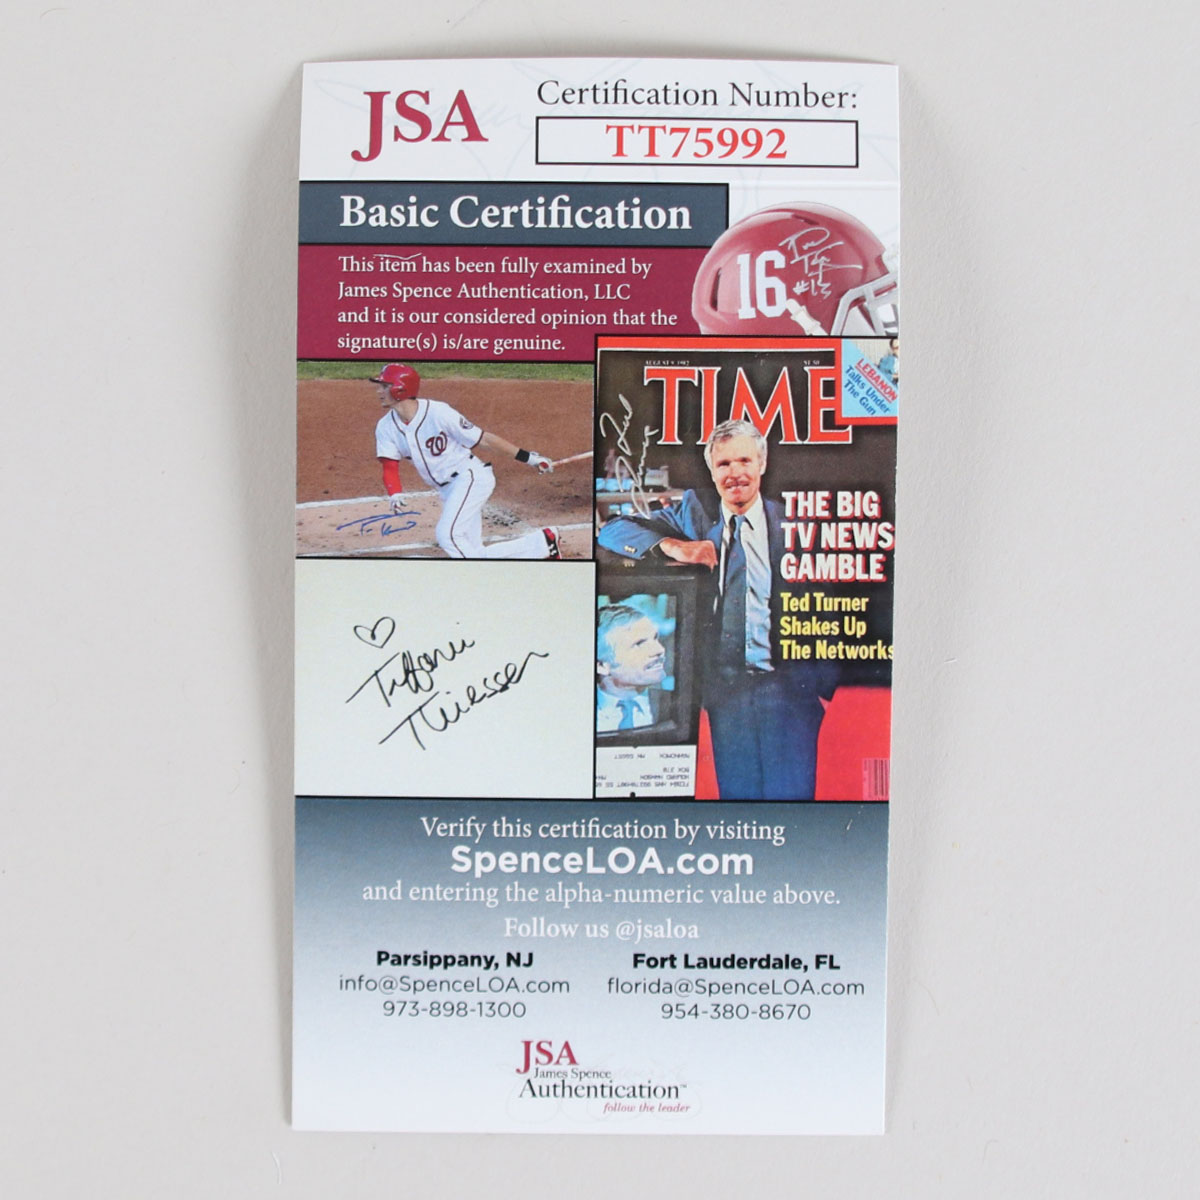 JSA
Certification Number:
TT75992
Basic Certification
This item has been fully examined by
James Spence Authentication, LLC
and it is our considered opinion that the
signature(s) is/are genuine.
16
#13
W
TIME
LEBANON
Talks Under
The Gun
THE BIG
TV NEWS
GAMBLE
Ted Turner
Shakes Up
The Networks
Tiffani
Thiessen
Verify this certification by visiting
SpenceLOA.com
and entering the alpha-numeric value above.
Follow us @jsaloa
Parsippany, NJ
info@SpenceLOA.com
973-898-1300
Fort Lauderdale, FL
florida@SpenceLOA.com
954-380-8670
JSA
James Spence
Authentication™
follow the leader